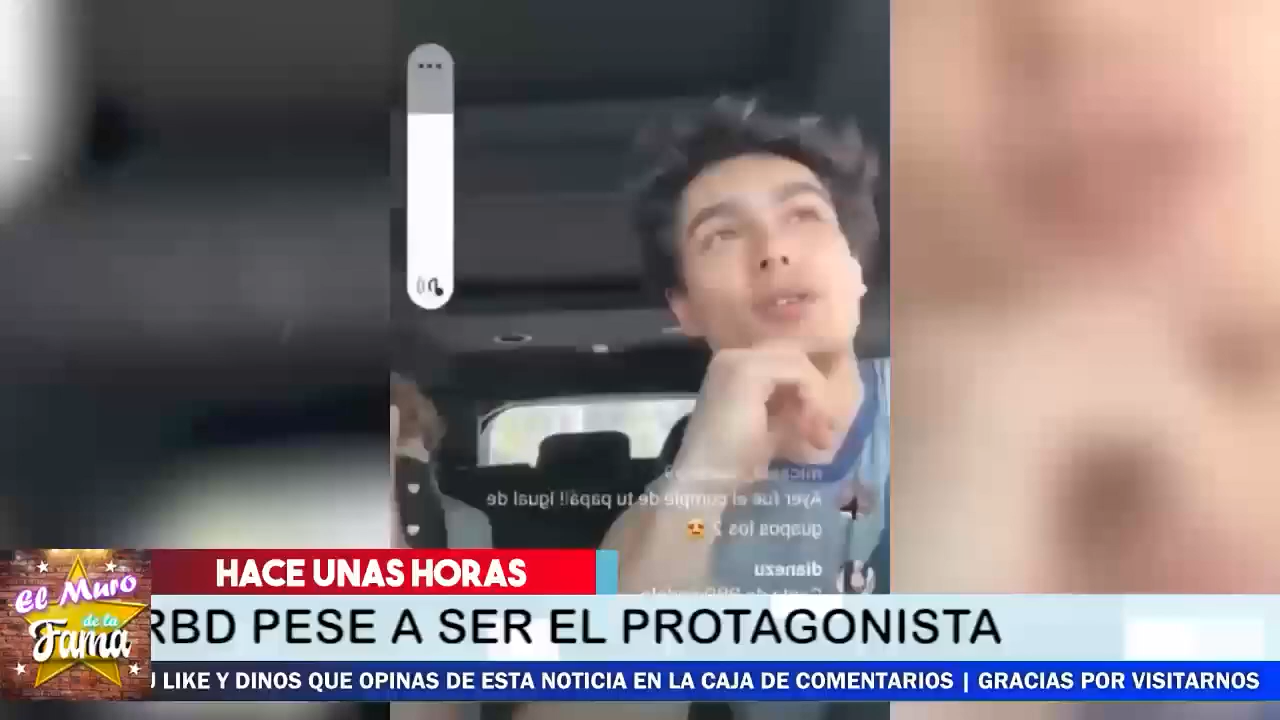 Ayer fue el cumple de tu papá!! igual de
guapos los 2 😍
dianezu
HACE UNAS HORAS
El Muro
de la
Fama
RBD PESE A SER EL PROTAGONISTA
LIKE Y DINOS QUE OPINAS DE ESTA NOTICIA EN LA CAJA DE COMENTARIOS | GRACIAS POR VISITARNOS